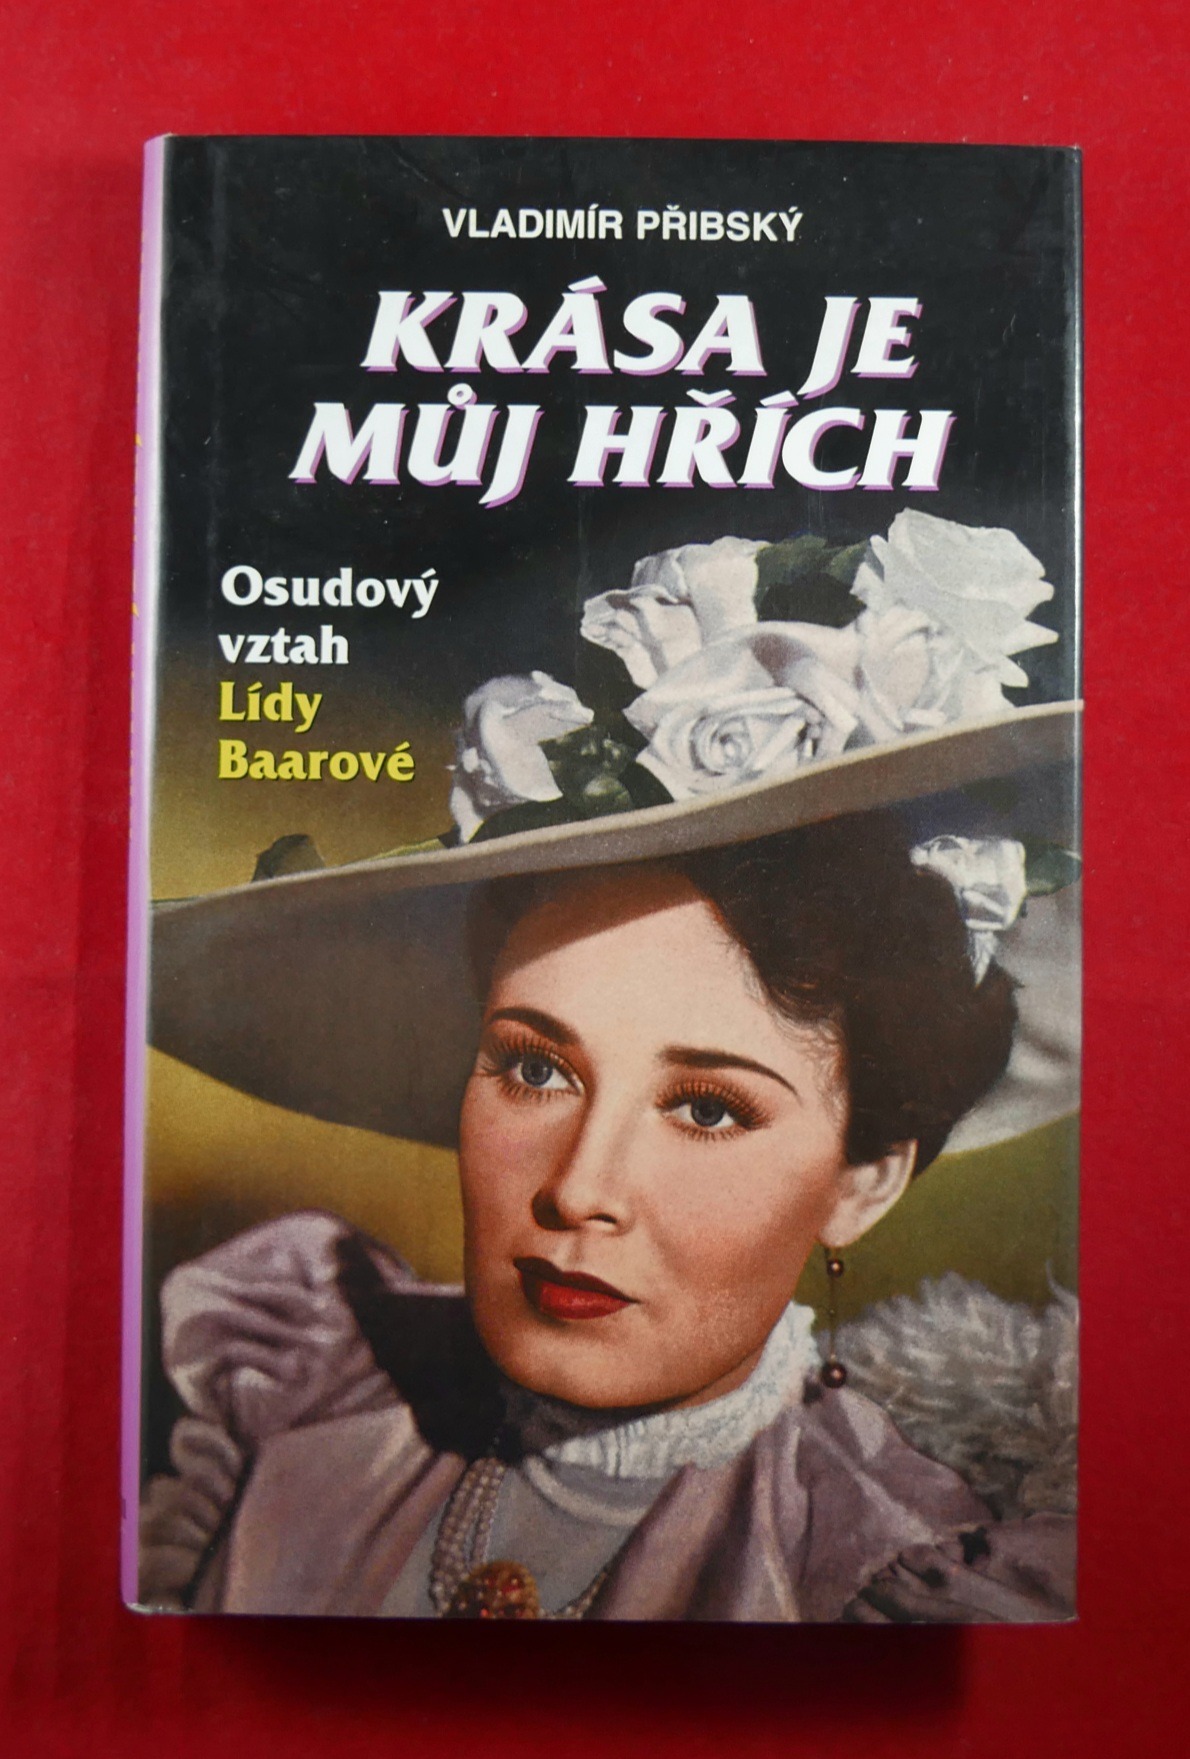 VLADIMÍR PŘIBSKÝ
KRÁSA JE
MŮJ HŘÍCH
Osudový
vztah
Lídy
Baarové